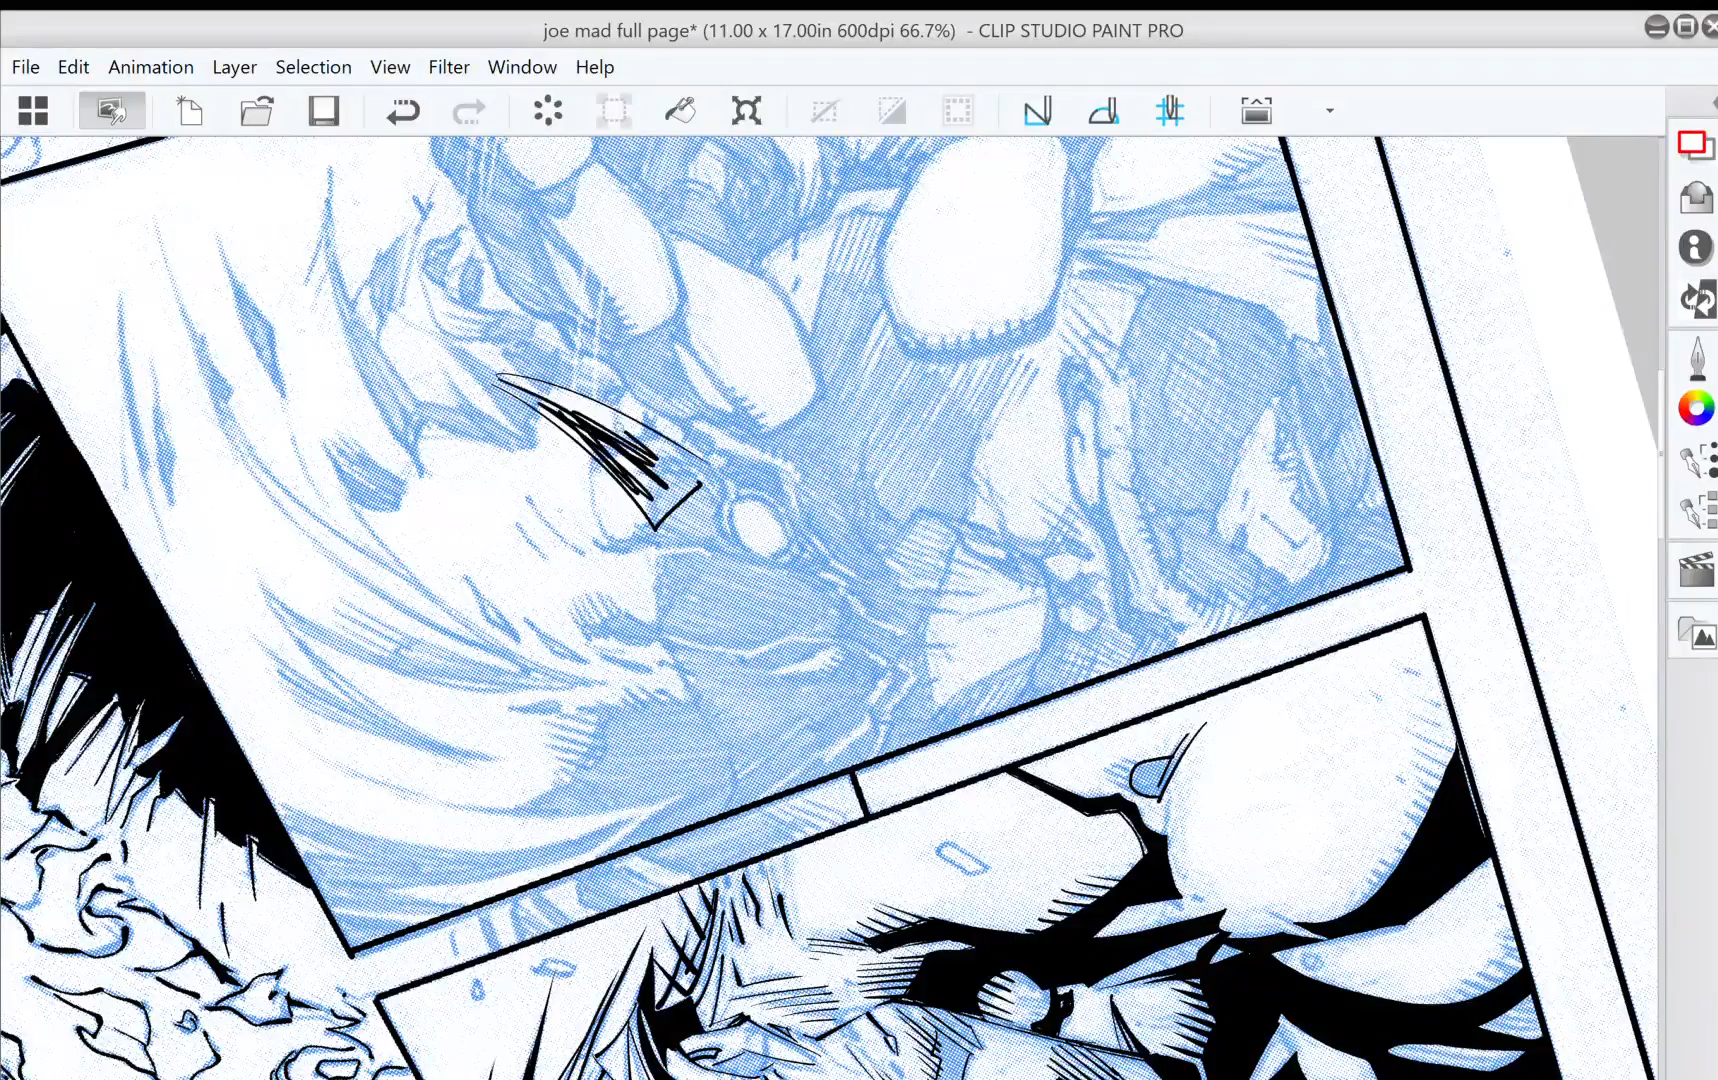 joe mad full page* (11.00 x 17.00in 600dpi 66.7%)  - CLIP STUDIO PAINT PRO
File Edit Animation Layer Selection View Filter Window Help